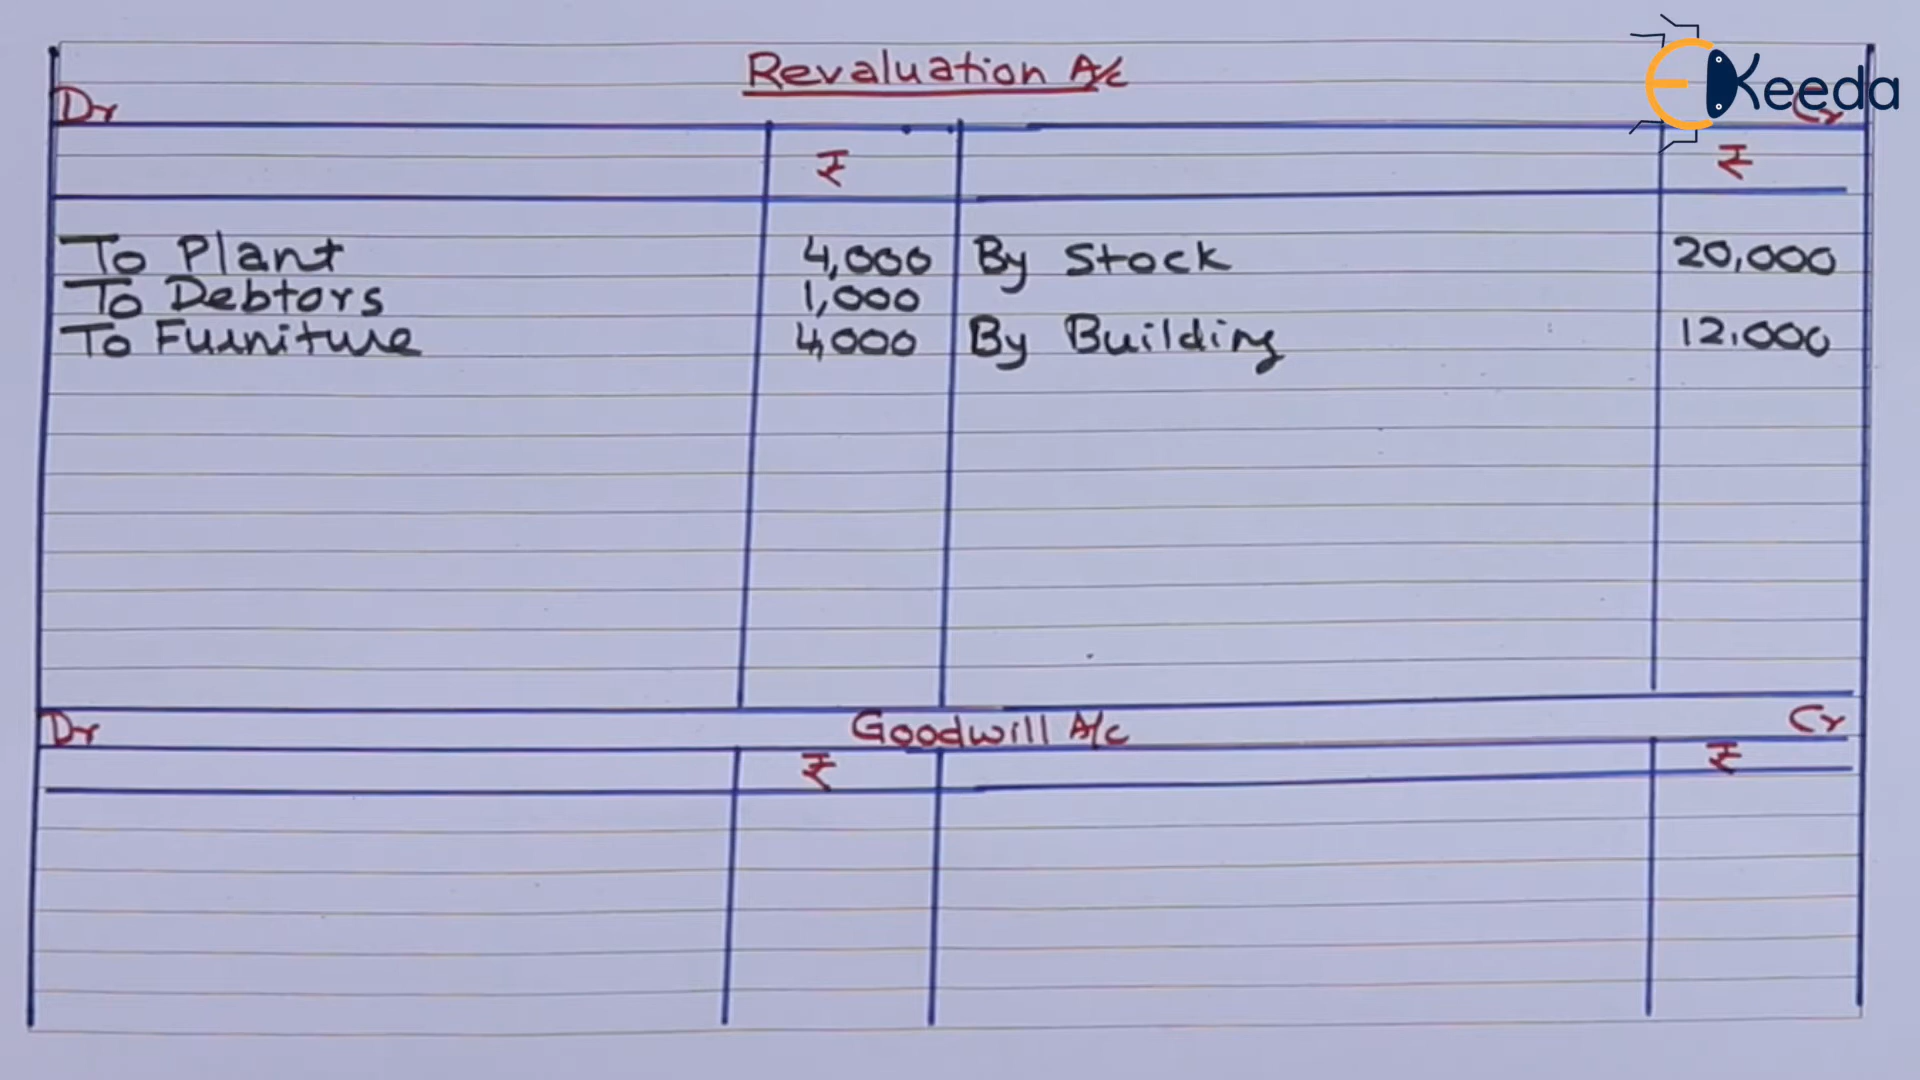 Revaluation A/c
EKeeda
Dr Cr
₹ ₹
To Plant 4,000 By Stock 20,000
To Debtors 1,000
To Furniture 4,000 By Building 12,000
Dr Goodwill A/c Cr
₹ ₹